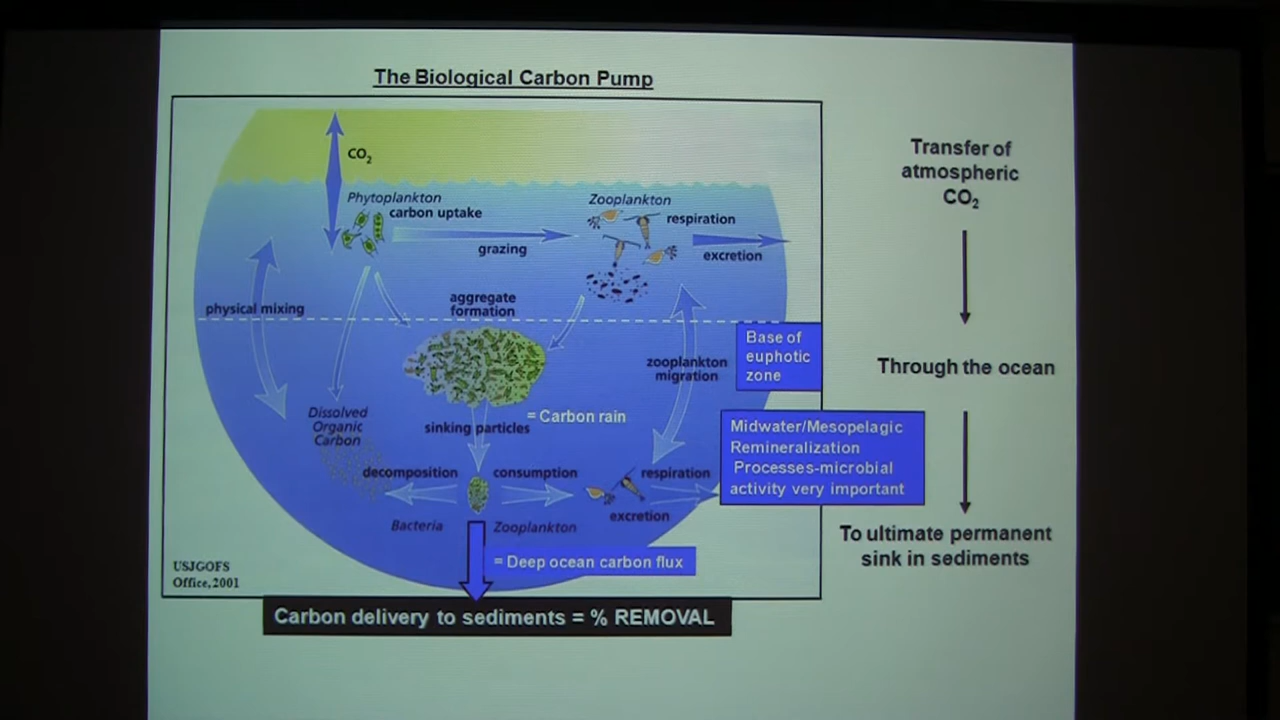 The Biological Carbon Pump
CO₂
Phytoplankton
carbon uptake
grazing
Zooplankton
respiration
excretion
physical mixing
aggregate
formation
zooplankton
migration
Base of
euphotic
zone
Dissolved
Organic
Carbon
= Carbon rain
sinking particles
decomposition
consumption
respiration
excretion
Bacteria
Zooplankton
Midwater/Mesopelagic
Remineralization
Processes-microbial
activity very important
= Deep ocean carbon flux
USJGOFS
Office, 2001
Carbon delivery to sediments = % REMOVAL
Transfer of
atmospheric
CO₂
Through the ocean
To ultimate permanent
sink in sediments